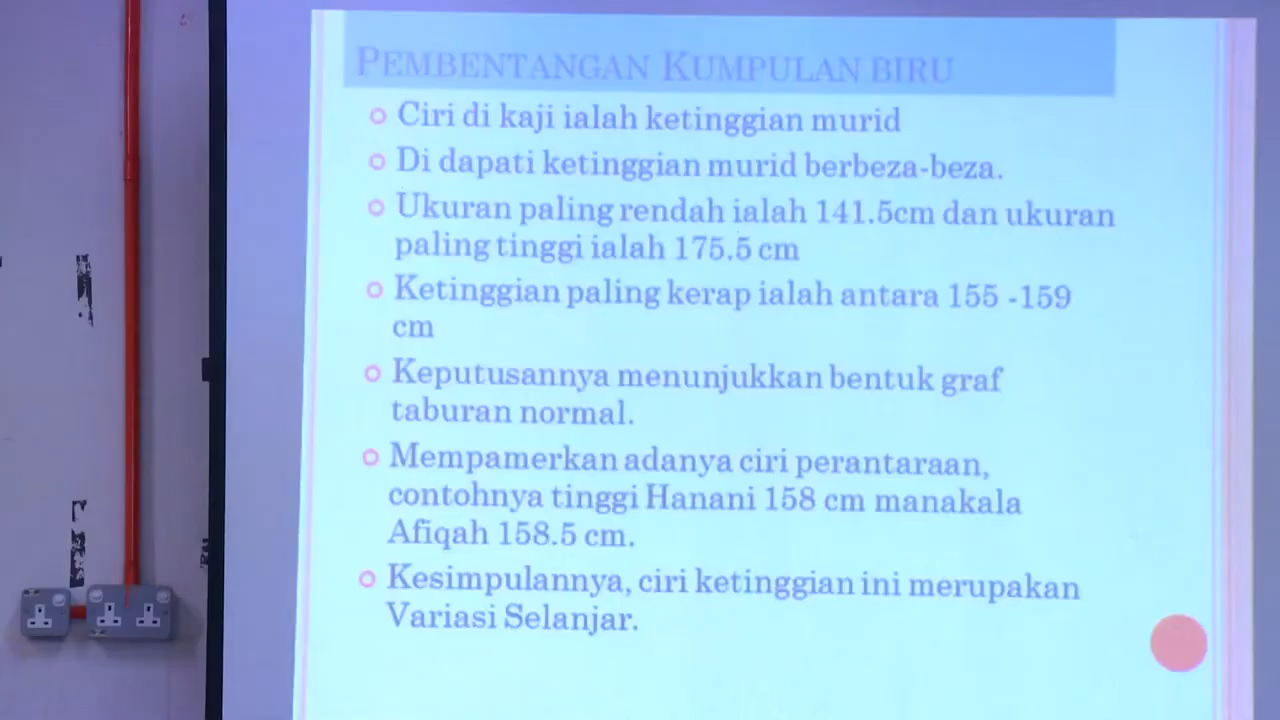 PEMBENTANGAN KUMPULAN BIRU
Ciri di kaji ialah ketinggian murid
Di dapati ketinggian murid berbeza-beza.
Ukuran paling rendah ialah 141.5cm dan ukuran
paling tinggi ialah 175.5 cm
Ketinggian paling kerap ialah antara 155 -159
cm
Keputusannya menunjukkan bentuk graf
taburan normal.
Mempamerkan adanya ciri perantaraan,
contohnya tinggi Hanani 158 cm manakala
Afiqah 158.5 cm.
Kesimpulannya, ciri ketinggian ini merupakan
Variasi Selanjar.